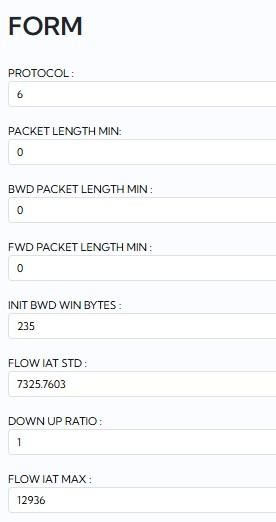 FORM
PROTOCOL :
6
PACKET LENGTH MIN:
0
BWD PACKET LENGTH MIN :
0
FWD PACKET LENGTH MIN :
0
INIT BWD WIN BYTES :
235
FLOW IAT STD :
7325.7603
DOWN UP RATIO :
1
FLOW IAT MAX :
12936